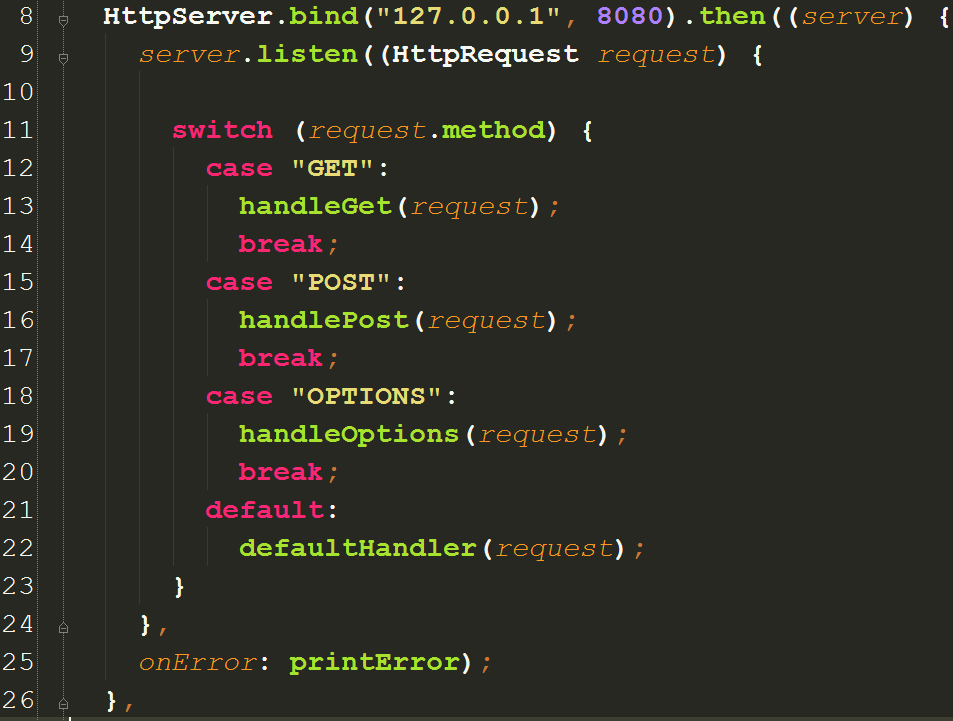 8 HttpServer.bind("127.0.0.1", 8080).then((server) {
9 server.listen((HttpRequest request) {
10
11 switch (request.method) {
12 case "GET":
13 handleGet(request);
14 break;
15 case "POST":
16 handlePost(request);
17 break;
18 case "OPTIONS":
19 handleOptions(request);
20 break;
21 default:
22 defaultHandler(request);
23 }
24 },
25 onError: printError);
26 },